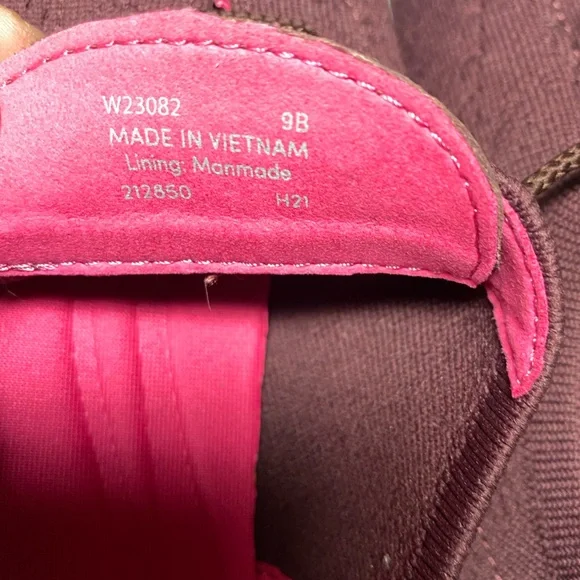 W23082 9B
MADE IN VIETNAM
Lining: Manmade
212850 H21